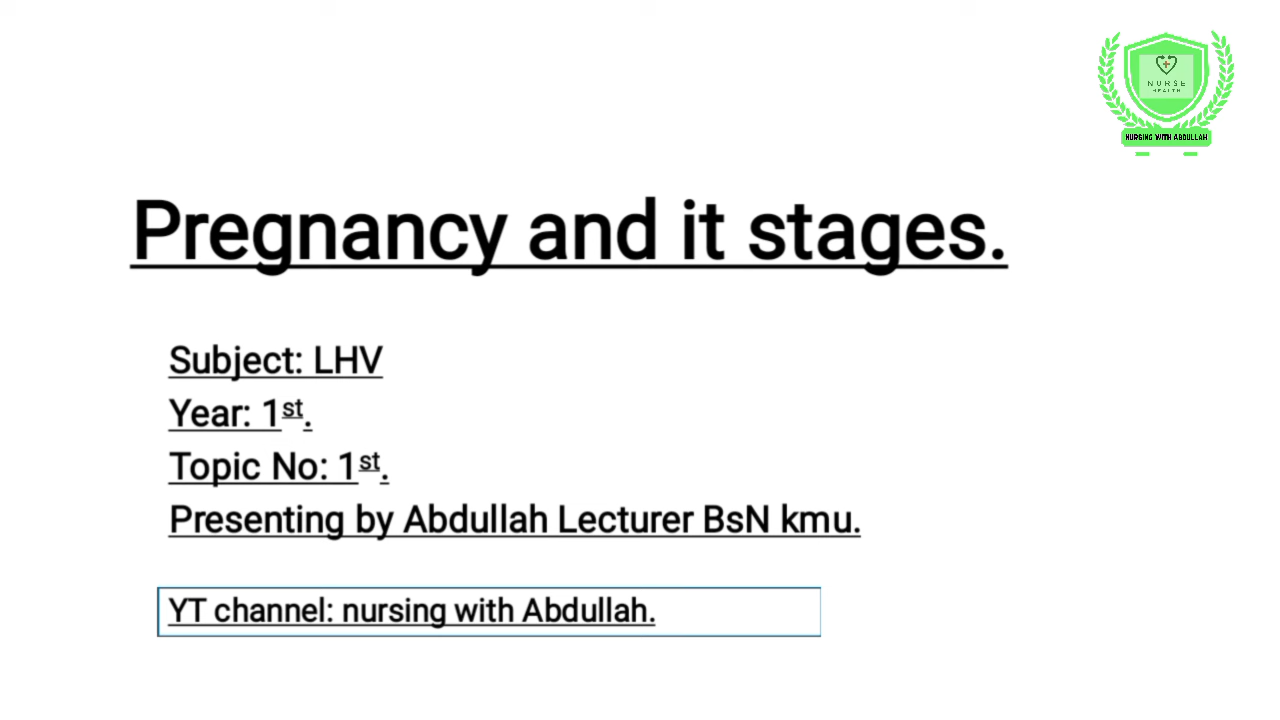 NURSE
HEALTH
NURSING WITH ABDULLAH
Pregnancy and it stages.
Subject: LHV
Year: 1st.
Topic No: 1st.
Presenting by Abdullah Lecturer BsN kmu.
YT channel: nursing with Abdullah.